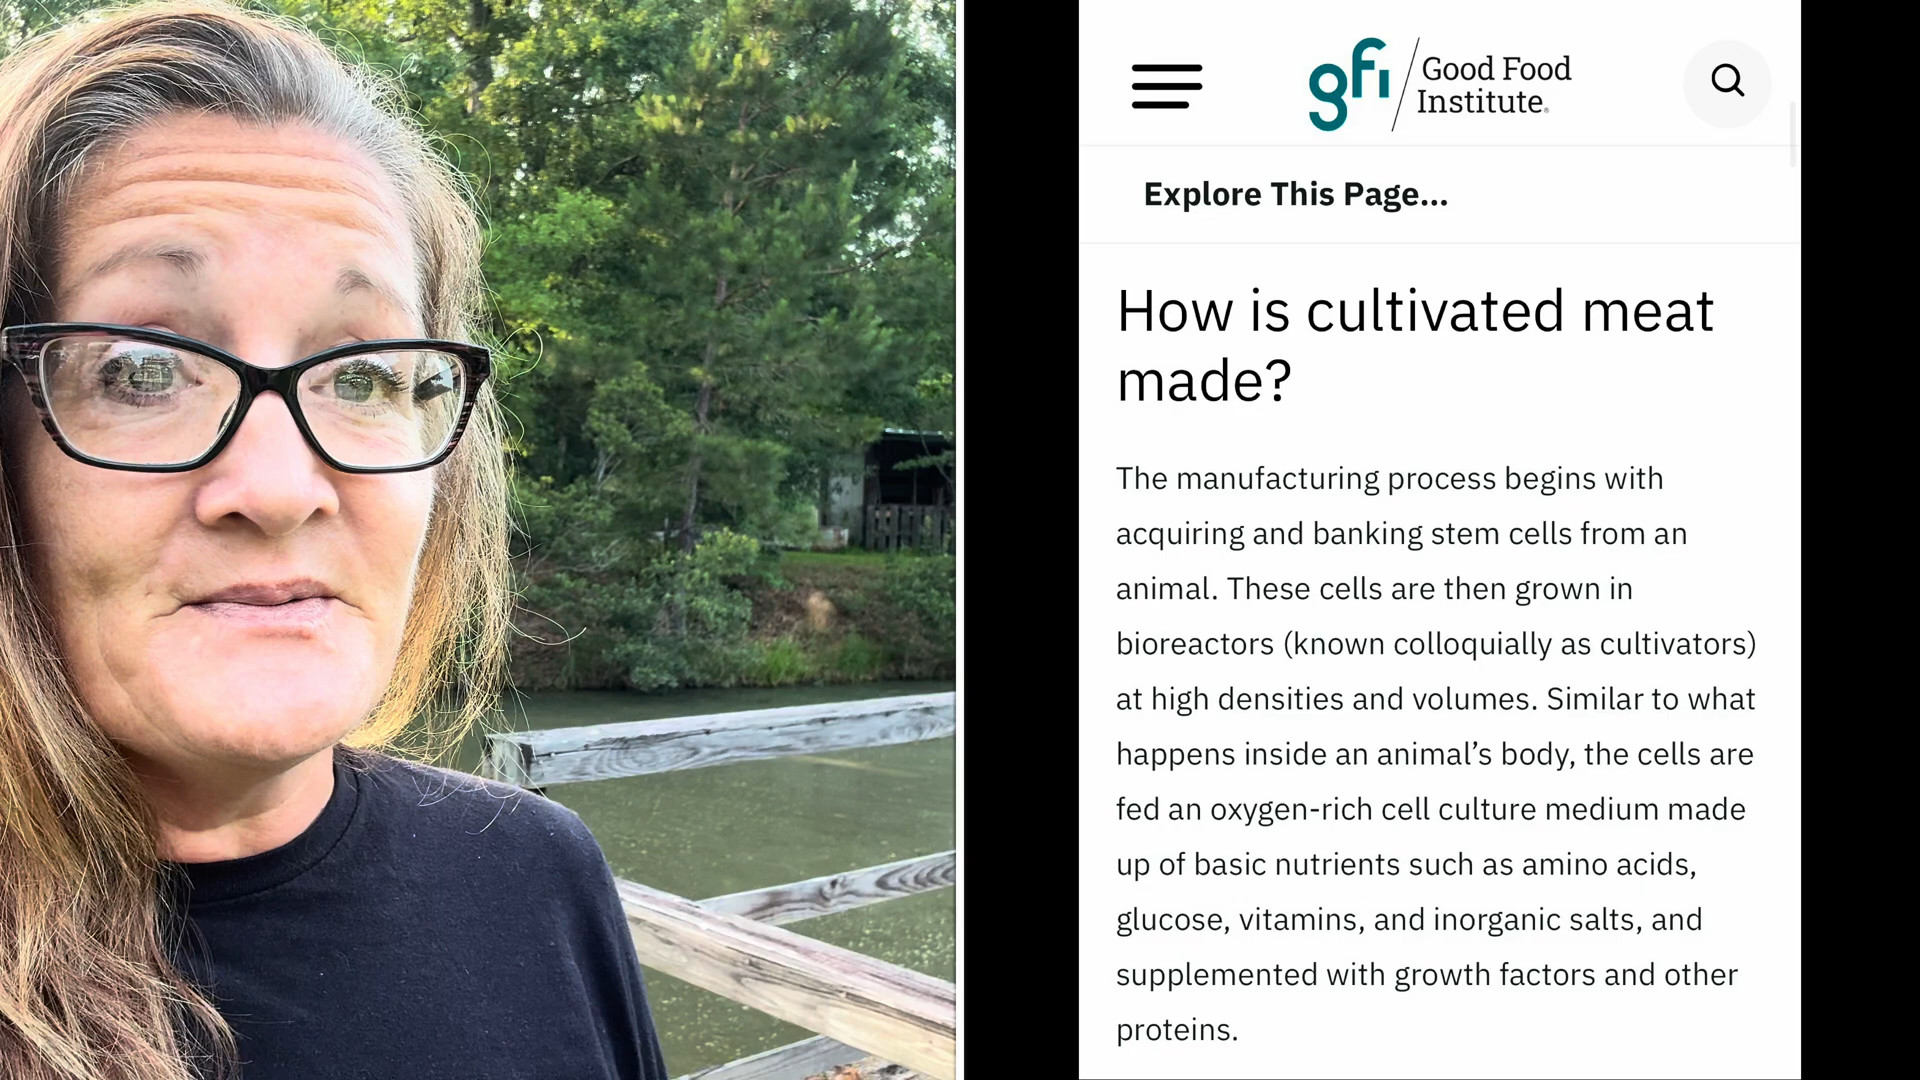 gfi
Good Food
Institute®
Explore This Page...
How is cultivated meat
made?
The manufacturing process begins with
acquiring and banking stem cells from an
animal. These cells are then grown in
bioreactors (known colloquially as cultivators)
at high densities and volumes. Similar to what
happens inside an animal’s body, the cells are
fed an oxygen-rich cell culture medium made
up of basic nutrients such as amino acids,
glucose, vitamins, and inorganic salts, and
supplemented with growth factors and other
proteins.